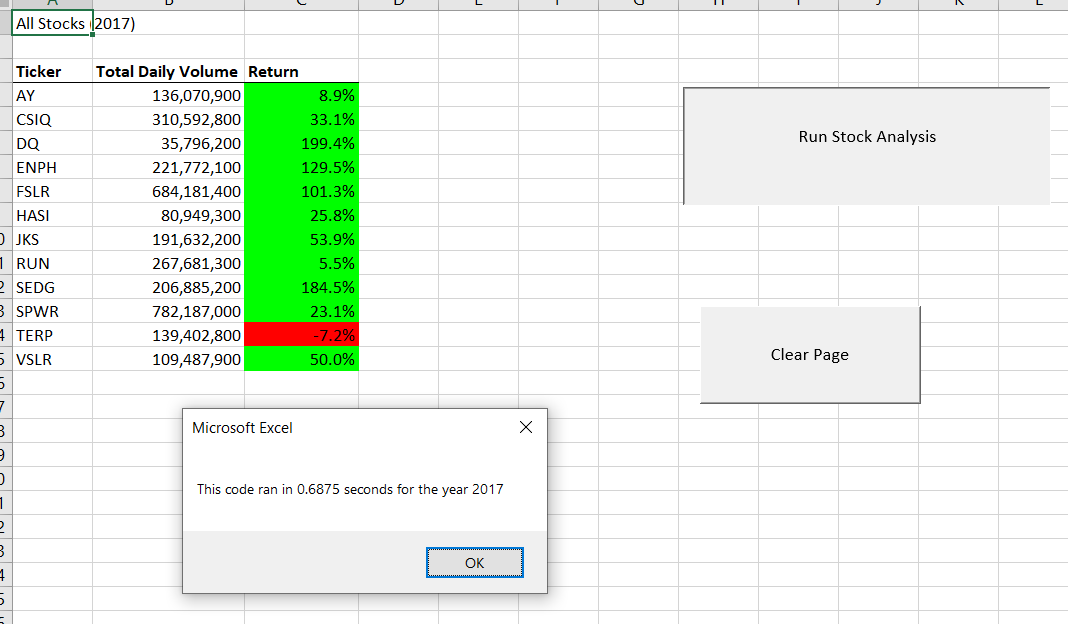 All Stocks (2017)
Ticker Total Daily Volume Return
AY 136,070,900 8.9%
CSIQ 310,592,800 33.1%
DQ 35,796,200 199.4%
ENPH 221,772,100 129.5%
FSLR 684,181,400 101.3%
HASI 80,949,300 25.8%
JKS 191,632,200 53.9%
RUN 267,681,300 5.5%
SEDG 206,885,200 184.5%
SPWR 782,187,000 23.1%
TERP 139,402,800 -7.2%
VSLR 109,487,900 50.0%
Run Stock Analysis
Clear Page
Microsoft Excel
This code ran in 0.6875 seconds for the year 2017
OK